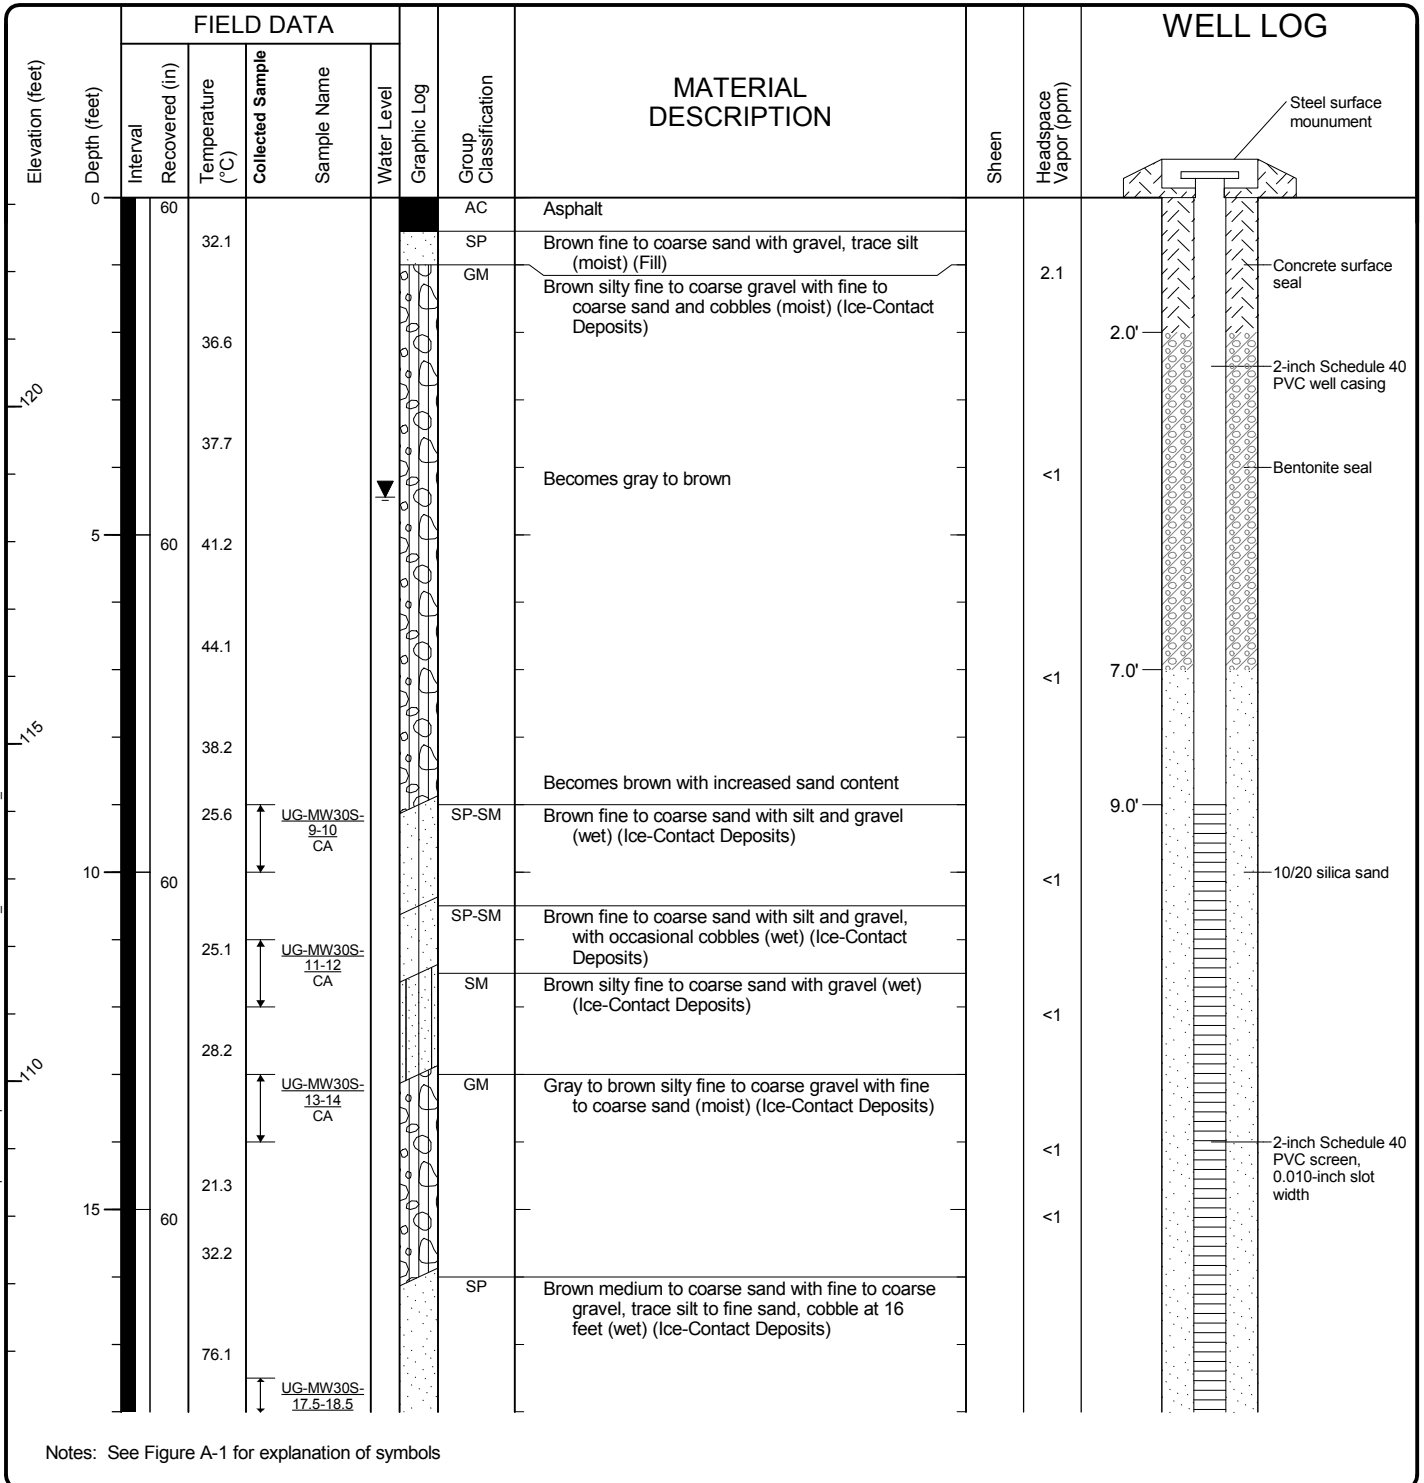 FIELD DATA
WELL LOG
Elevation (feet)
Depth (feet)
Interval
Recovered (in)
Temperature
(°C)
Collected Sample
Sample Name
Water Level
Graphic Log
Group
Classification
MATERIAL
DESCRIPTION
Sheen
Headspace
Vapor (ppm)
Steel surface
mounument
0
60
AC
Asphalt
32.1
SP
Brown fine to coarse sand with gravel, trace silt
(moist) (Fill)
GM
Brown silty fine to coarse gravel with fine to
coarse sand and cobbles (moist) (Ice-Contact
Deposits)
2.1
Concrete surface
seal
2.0'
36.6
2-inch Schedule 40
PVC well casing
120
37.7
Becomes gray to brown
<1
Bentonite seal
5
60
41.2
44.1
<1
7.0'
115
38.2
Becomes brown with increased sand content
25.6
UG-MW30S-
9-10
CA
SP-SM
Brown fine to coarse sand with silt and gravel
(wet) (Ice-Contact Deposits)
9.0'
10
60
<1
10/20 silica sand
SP-SM
Brown fine to coarse sand with silt and gravel,
with occasional cobbles (wet) (Ice-Contact
Deposits)
25.1
UG-MW30S-
11-12
CA
SM
Brown silty fine to coarse sand with gravel (wet)
(Ice-Contact Deposits)
<1
28.2
110
UG-MW30S-
13-14
CA
GM
Gray to brown silty fine to coarse gravel with fine
to coarse sand (moist) (Ice-Contact Deposits)
<1
2-inch Schedule 40
PVC screen,
0.010-inch slot
width
21.3
15
60
<1
32.2
SP
Brown medium to coarse sand with fine to coarse
gravel, trace silt to fine sand, cobble at 16
feet (wet) (Ice-Contact Deposits)
76.1
UG-MW30S-
17.5-18.5
Notes: See Figure A-1 for explanation of symbols